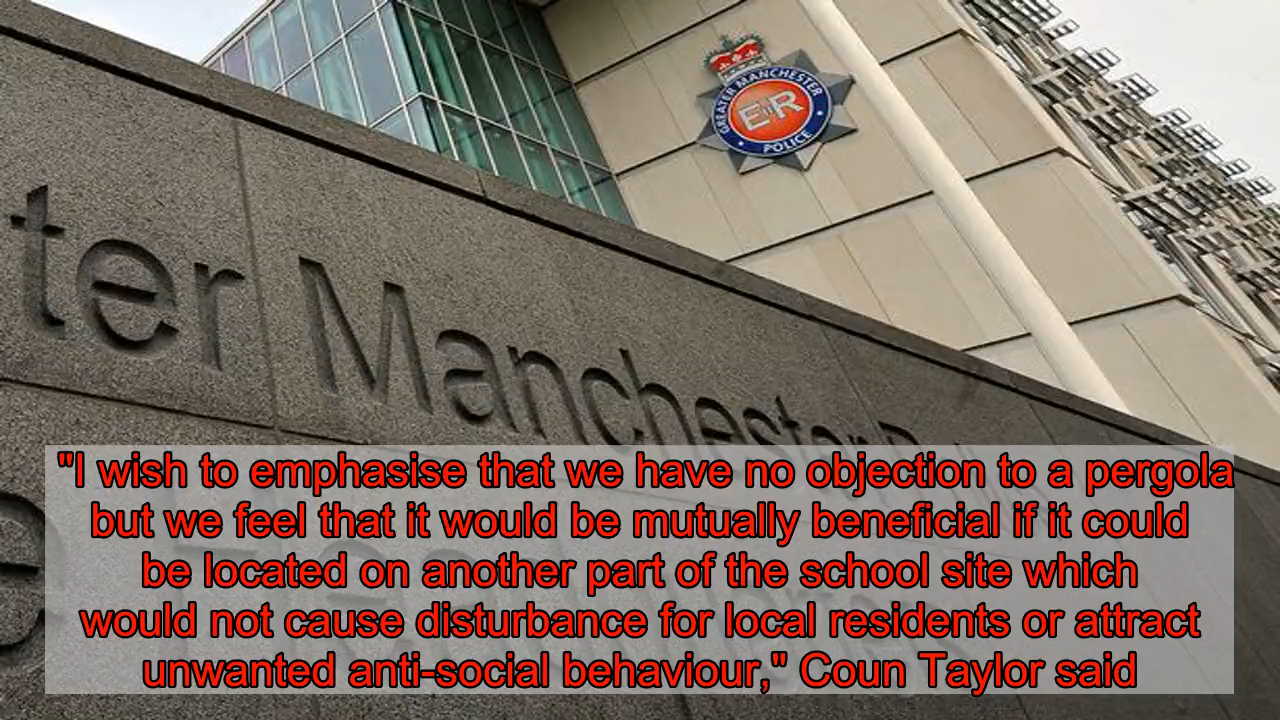 GREATER MANCHESTER
E II R
POLICE
ter Manchester P
"I wish to emphasise that we have no objection to a pergola
but we feel that it would be mutually beneficial if it could
be located on another part of the school site which
would not cause disturbance for local residents or attract
unwanted anti-social behaviour," Coun Taylor said